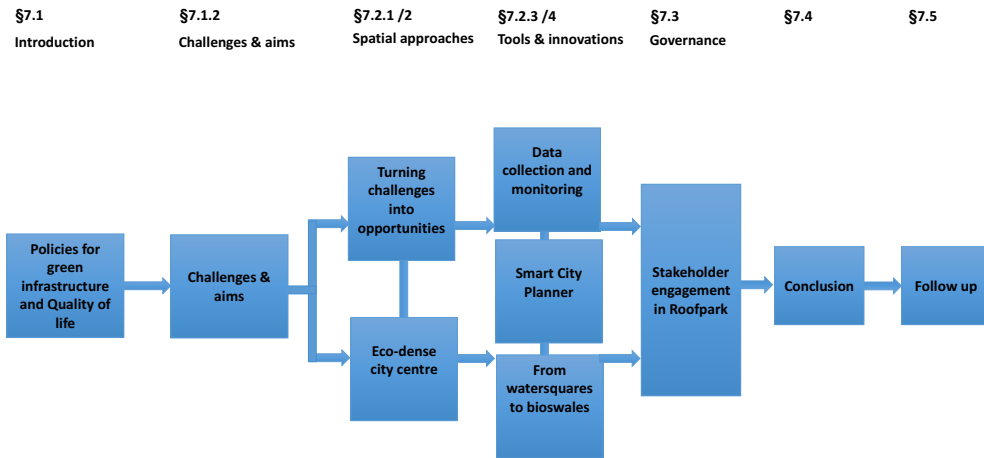 §7.1
§7.1.2
§7.2.1 /2
§7.2.3 /4
§7.3
§7.4
§7.5
Introduction
Challenges & aims
Spatial approaches
Tools & innovations
Governance
Policies for
green
infrastructure
and Quality of
life
Challenges &
aims
Turning
challenges
into
opportunities
Eco-dense
city centre
Data
collection and
monitoring
Smart City
Planner
From
watersquares
to bioswales
Stakeholder
engagement
in Roofpark
Conclusion
Follow up